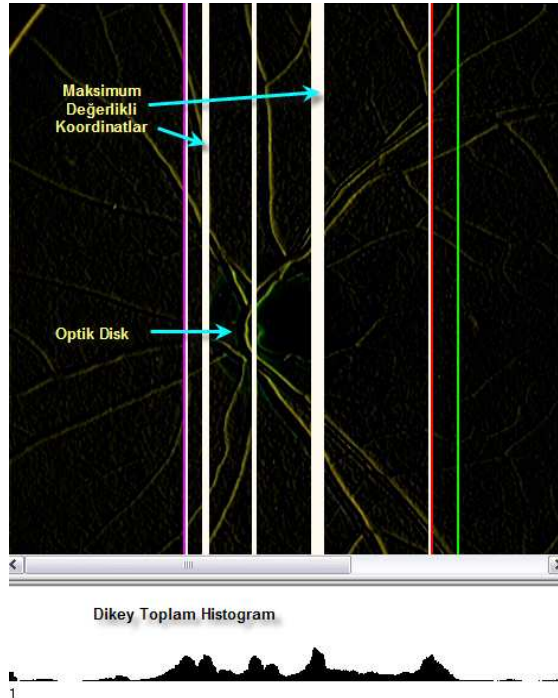 Maksimum
Değerlikli
Koordinatlar
Optik Disk
Dikey Toplam Histogram
1